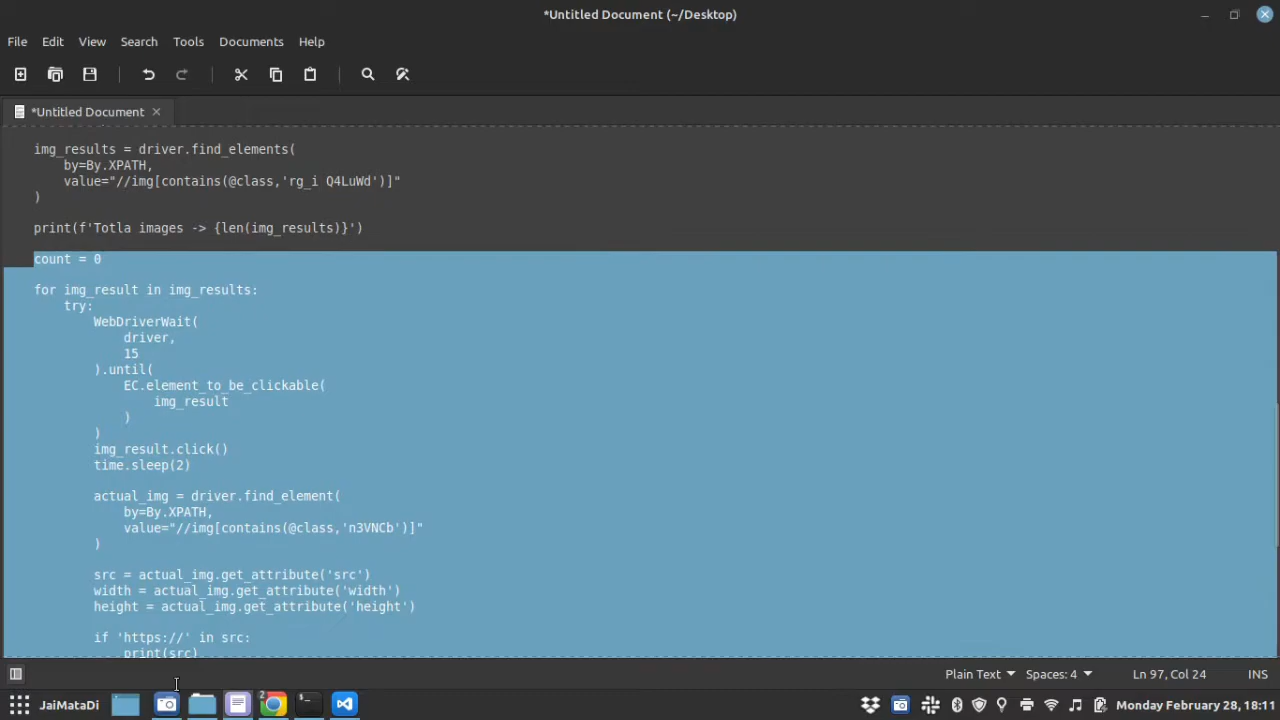 *Untitled Document (~/Desktop)
File Edit View Search Tools Documents Help
*Untitled Document
img_results = driver.find_elements(
by=By.XPATH,
value="//img[contains(@class,'rg_i Q4LuWd')]"
)
print(f'Totla images -> {len(img_results)}')
count = 0
for img_result in img_results:
try:
WebDriverWait(
driver,
15
).until(
EC.element_to_be_clickable(
img_result
)
)
img_result.click()
time.sleep(2)
actual_img = driver.find_element(
by=By.XPATH,
value="//img[contains(@class,'n3VNCb')]"
)
src = actual_img.get_attribute('src')
width = actual_img.get_attribute('width')
height = actual_img.get_attribute('height')
if 'https://' in src:
print(src)
Plain Text Spaces: 4 Ln 97, Col 24 INS
JaiMataDi 2 Monday February 28, 18:11